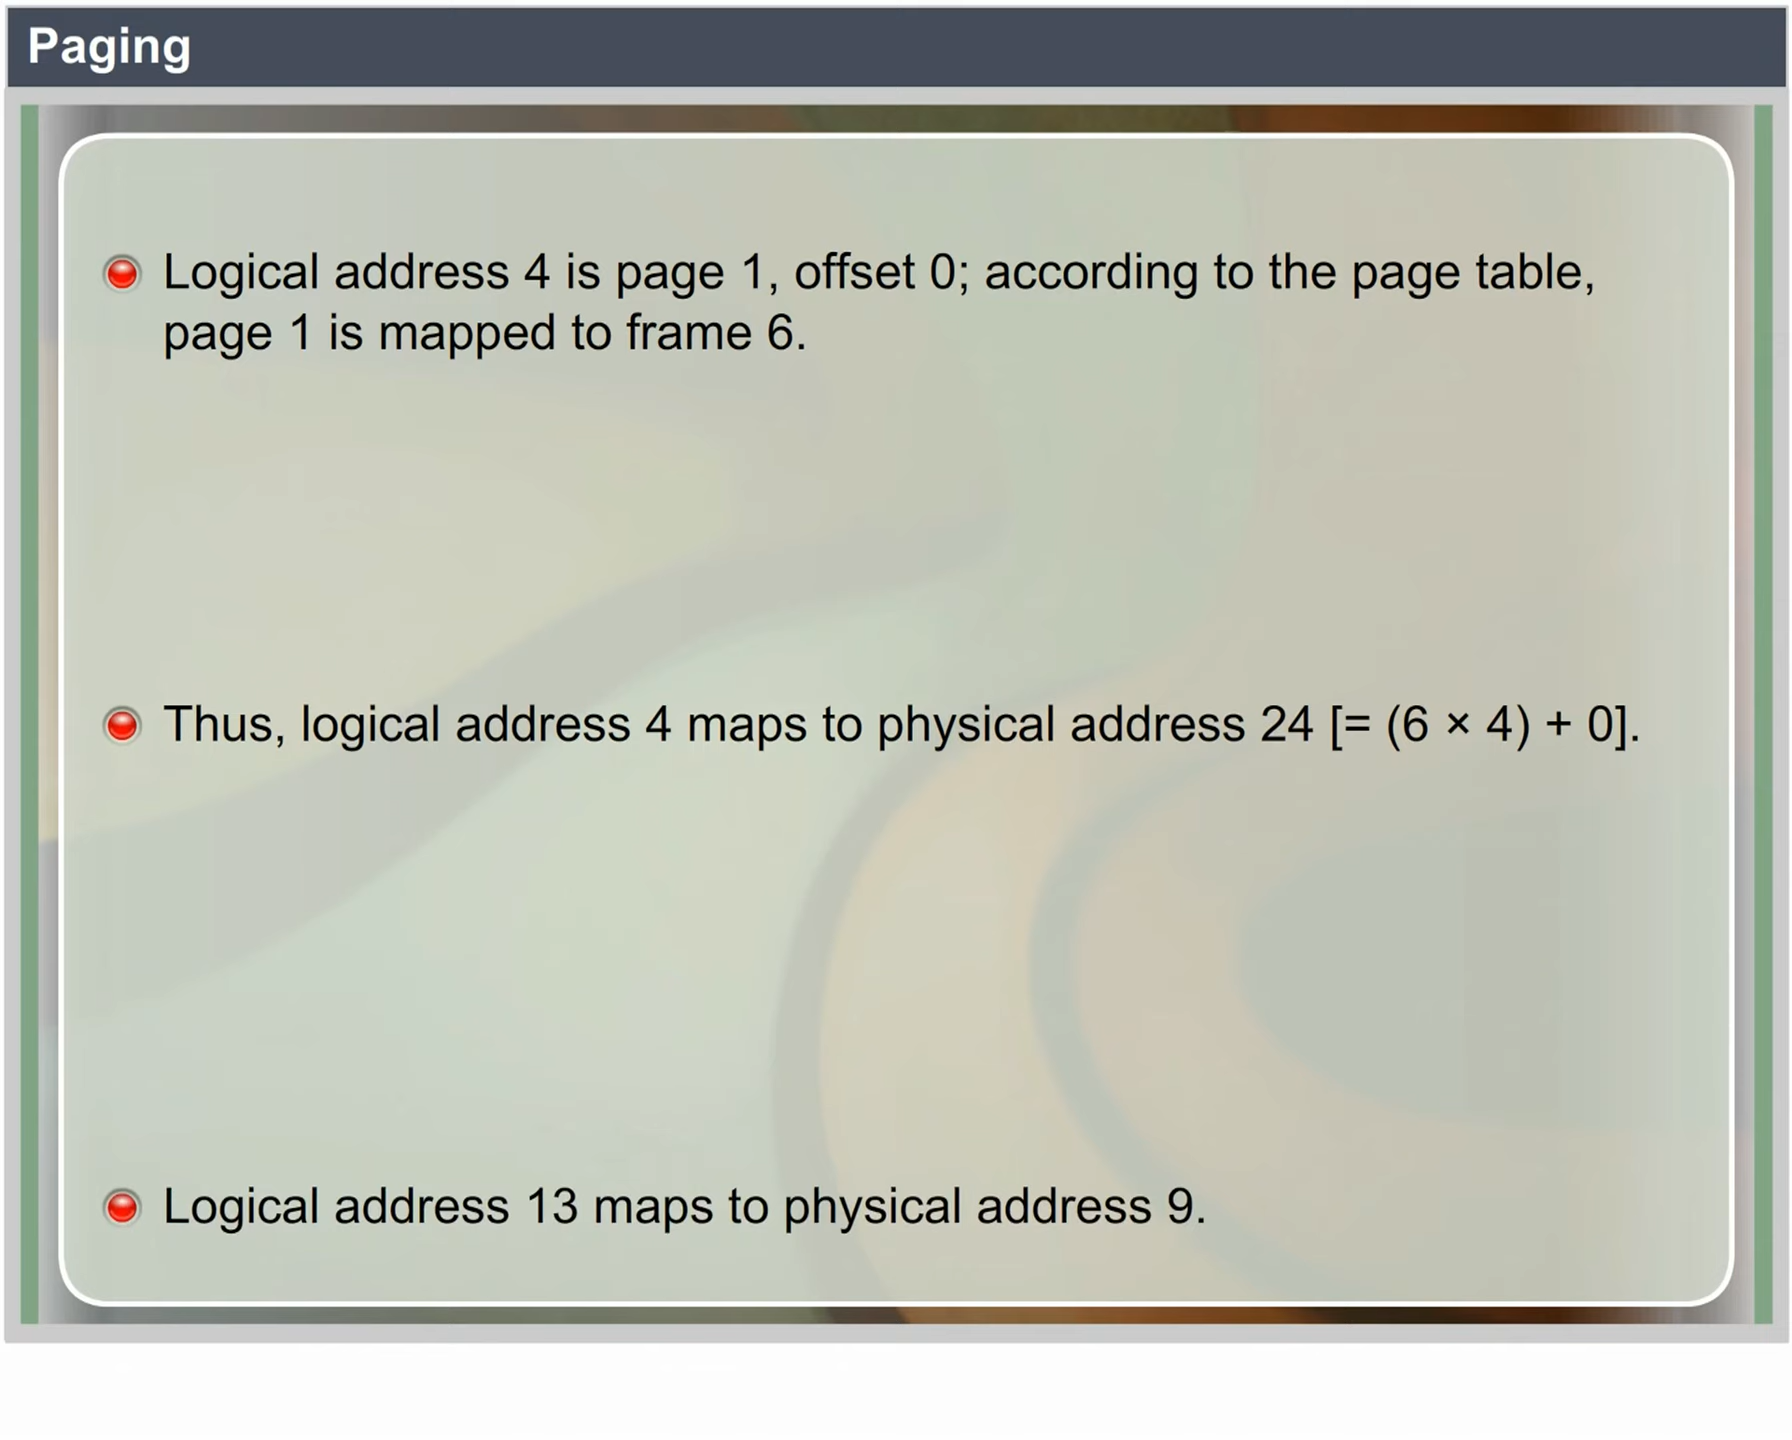 Paging
Logical address 4 is page 1, offset 0; according to the page table,
page 1 is mapped to frame 6.
Thus, logical address 4 maps to physical address 24 [= (6 × 4) + 0].
Logical address 13 maps to physical address 9.